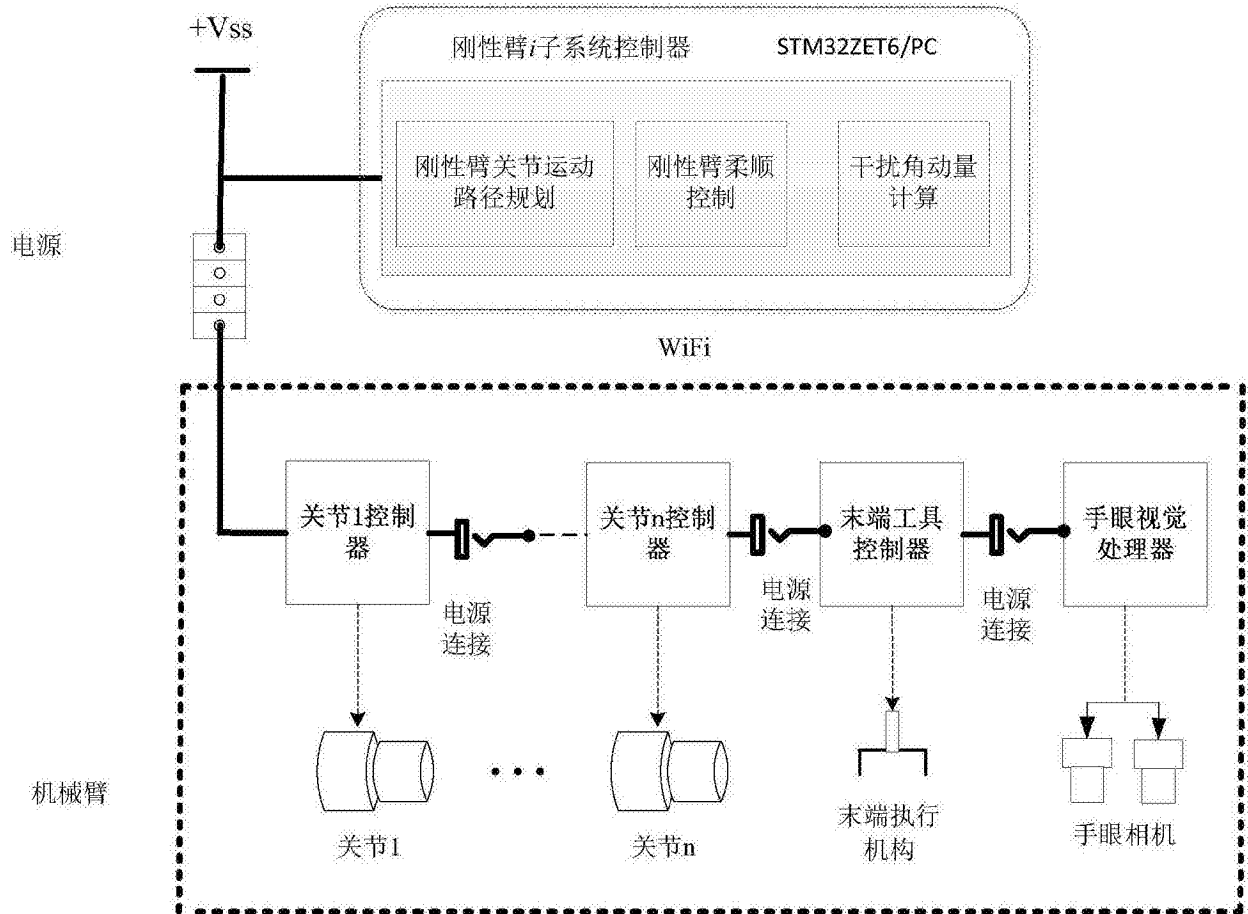 +Vss
刚性臂i子系统控制器 STM32ZET6/PC
刚性臂关节运动
路径规划
刚性臂柔顺
控制
干扰角动量
计算
电源
WiFi
关节1控制
器
关节n控制
器
末端工具
控制器
手眼视觉
处理器
电源
连接
电源
连接
电源
连接
机械臂
关节1
关节n
末端执行
机构
手眼相机